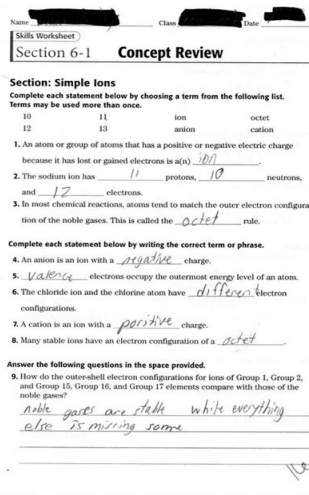 Name Class Date
Skills Worksheet
Section 6-1 Concept Review
Section: Simple Ions
Complete each statement below by choosing a term from the following list.
Terms may be used more than once.
10 11 ion octet
12 13 anion cation
1. An atom or group of atoms that has a positive or negative electric charge
because it has lost or gained electrons is a(n) ion.
2. The sodium ion has 11 protons, 10 neutrons,
and 12 electrons.
3. In most chemical reactions, atoms tend to match the outer electron configura
tion of the noble gases. This is called the octet rule.
Complete each statement below by writing the correct term or phrase.
4. An anion is an ion with a negative charge.
5. Valence electrons occupy the outermost energy level of an atom.
6. The chloride ion and the chlorine atom have different electron
configurations.
7. A cation is an ion with a positive charge.
8. Many stable ions have an electron configuration of a octet.
Answer the following questions in the space provided.
9. How do the outer-shell electron configurations for ions of Group 1, Group 2,
and Group 15, Group 16, and Group 17 elements compare with those of the
noble gases?
noble gases are stable while everything
else is missing some